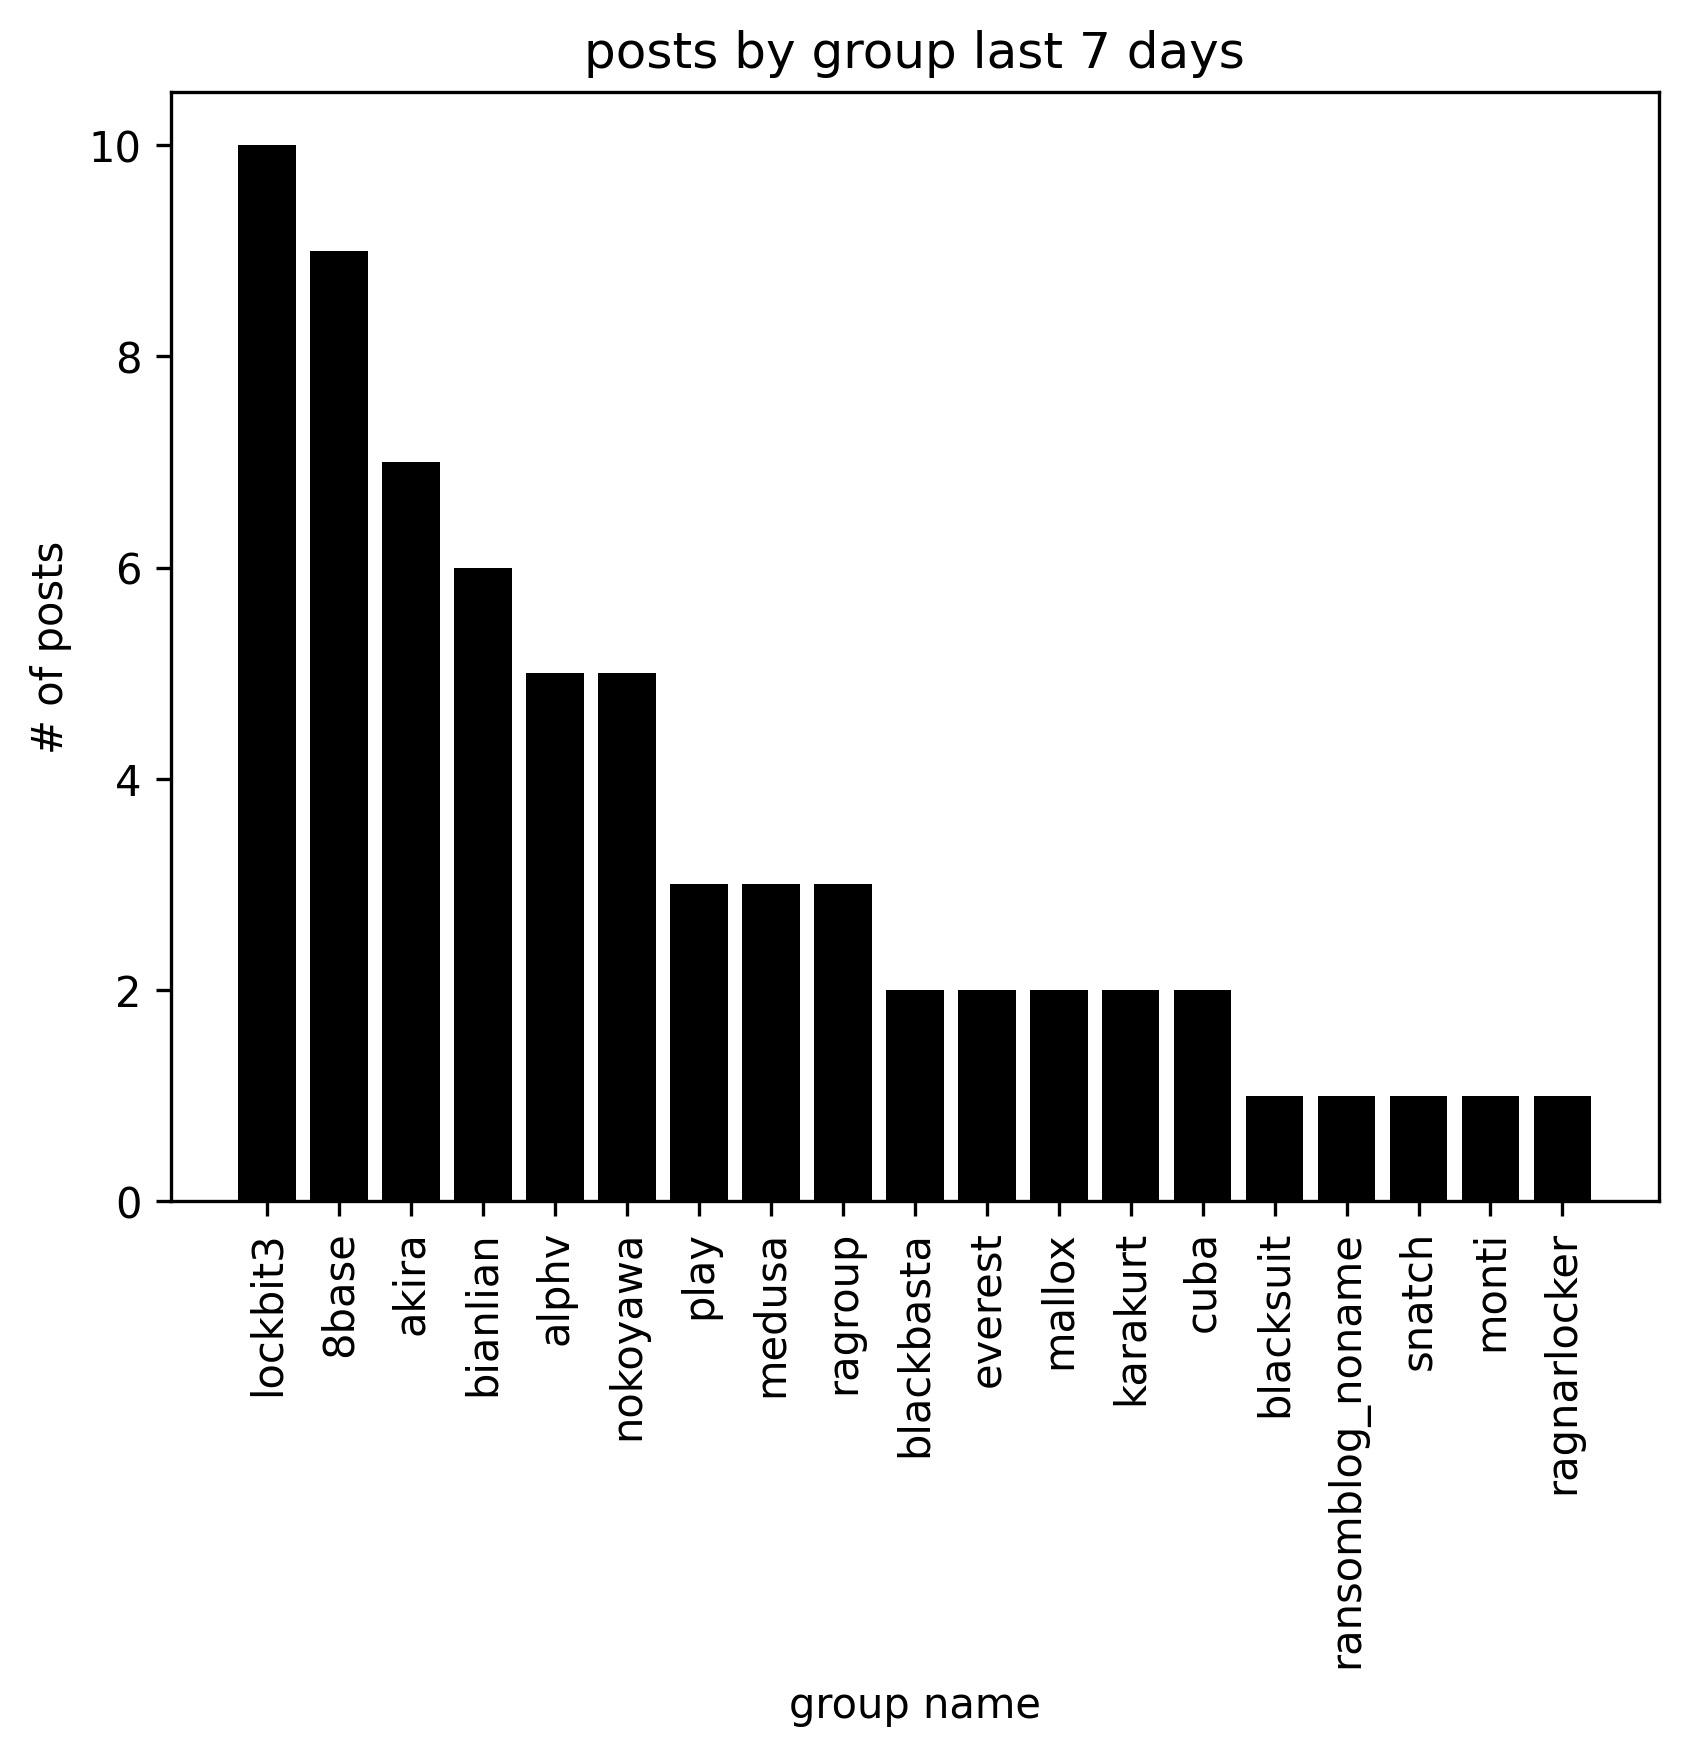 posts by group last 7 days
# of posts
10
8
6
4
2
0
lockbit3
8base
akira
bianlian
alphv
nokoyawa
play
medusa
ragroup
blackbasta
everest
mallox
karakurt
cuba
blacksuit
ransomblog_noname
snatch
monti
ragnarlocker
group name